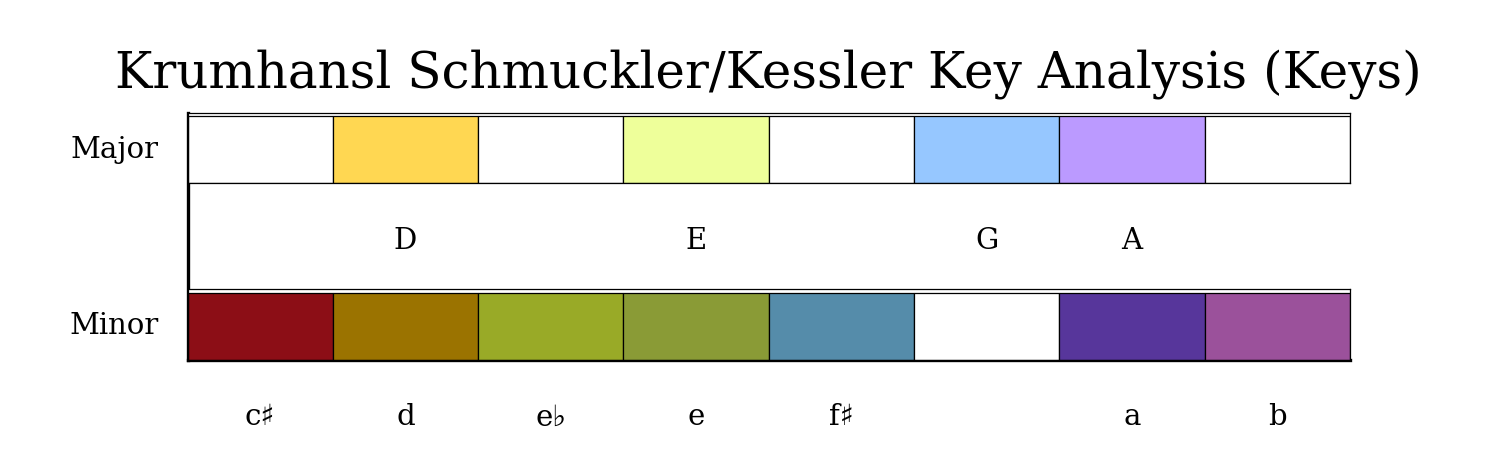 Krumhansl Schmuckler/Kessler Key Analysis (Keys)
Major
D E G A
Minor
c♯ d e♭ e f♯ a b